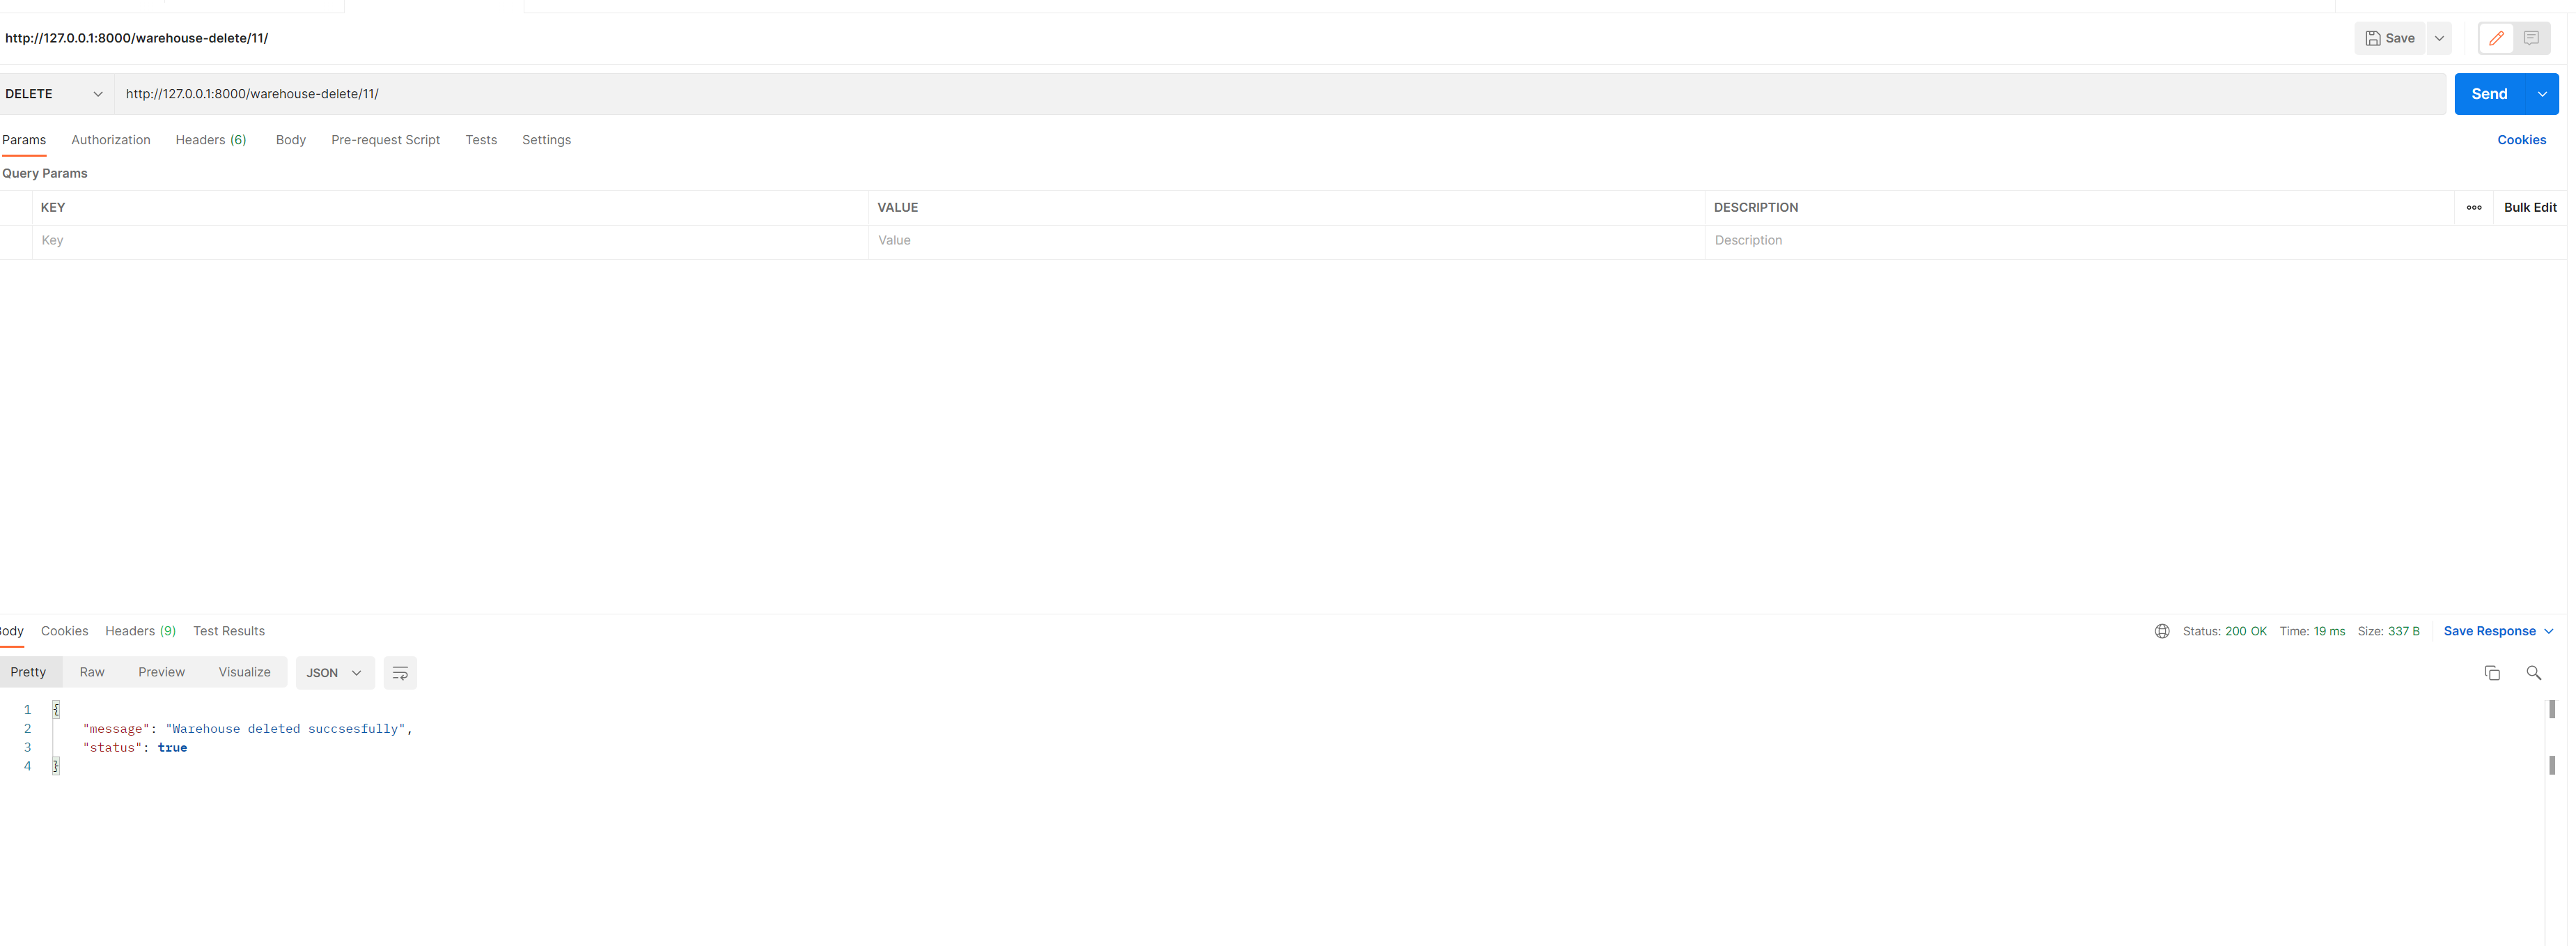 http://127.0.0.1:8000/warehouse-delete/11/
Save
DELETE http://127.0.0.1:8000/warehouse-delete/11/ Send
Params Authorization Headers (6) Body Pre-request Script Tests Settings Cookies
Query Params
KEY VALUE DESCRIPTION Bulk Edit
Key Value Description
Body Cookies Headers (9) Test Results Status: 200 OK Time: 19 ms Size: 337 B Save Response
Pretty Raw Preview Visualize JSON
1 {
2 "message": "Warehouse deleted succsesfully",
3 "status": true
4 }